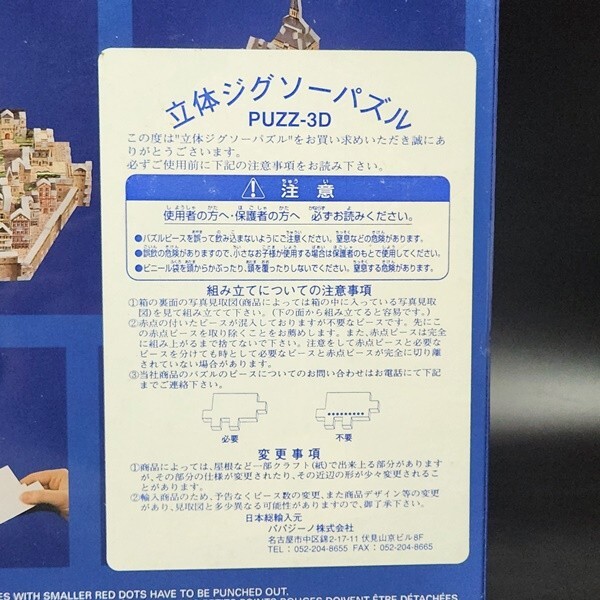 立体ジグソーパズル
PUZZ-3D
この度は"立体ジグソーパズル"をお買い求めいただき誠にあ
りがとうございます。
必ずご使用前に下記の注意事項をお読み下さい。
注意
使用者の方へ・保護者の方へ 必ずお読みください。
●パズルピースを誤って飲み込まないようにご注意ください。窒息などの危険があります。
●誤飲の危険がありますので、小さなお子様が使用する場合は保護者のもとで使用してください。
●ビニール袋を頭からかぶったり、顔を覆ったりしないでください。窒息する危険があります。
組み立てについての注意事項
①箱の裏面の写真見取図(商品によっては箱の中に入っている写真見取
図)を見て組み立て下さい。(下の面から組み立てると容易です。)
②赤点の付いたピースが混入しておりますが不要なピースです。先にこ
の赤点ピースを取り除くことをお薦めします。また、赤点ピースは完全
に組み上がるまで捨てないで下さい。注意をして赤点ピースと必要な
ピースを分けても時として必要なピースと赤点ピースが完全に切り離
されていない場合があります。
③当社商品のパズルのピースについてのお問い合わせはお電話にて下記
までご連絡下さい。
必要 不要
変更事項
①商品によっては、屋根など一部クラフト(紙)で出来上る部分があります
が、その部分の仕様が変更されたり、その近辺の形が少々変更されるこ
とがあります。
②輸入商品のため、予告なくピース数の変更、また商品デザイン等の変更
があり、見取図と多少異なる可能性がありますので、御了承下さい。
日本総輸入元
パパジーノ株式会社
名古屋市中区錦2-17-11 伏見山京ビル8F
TEL:052-204-8655 FAX:052-204-8665
ES WITH SMALLER RED DOTS HAVE TO BE PUNCHED OUT.
POINTS ROUGES DOIVENT ÊTRE DÉTACHÉES